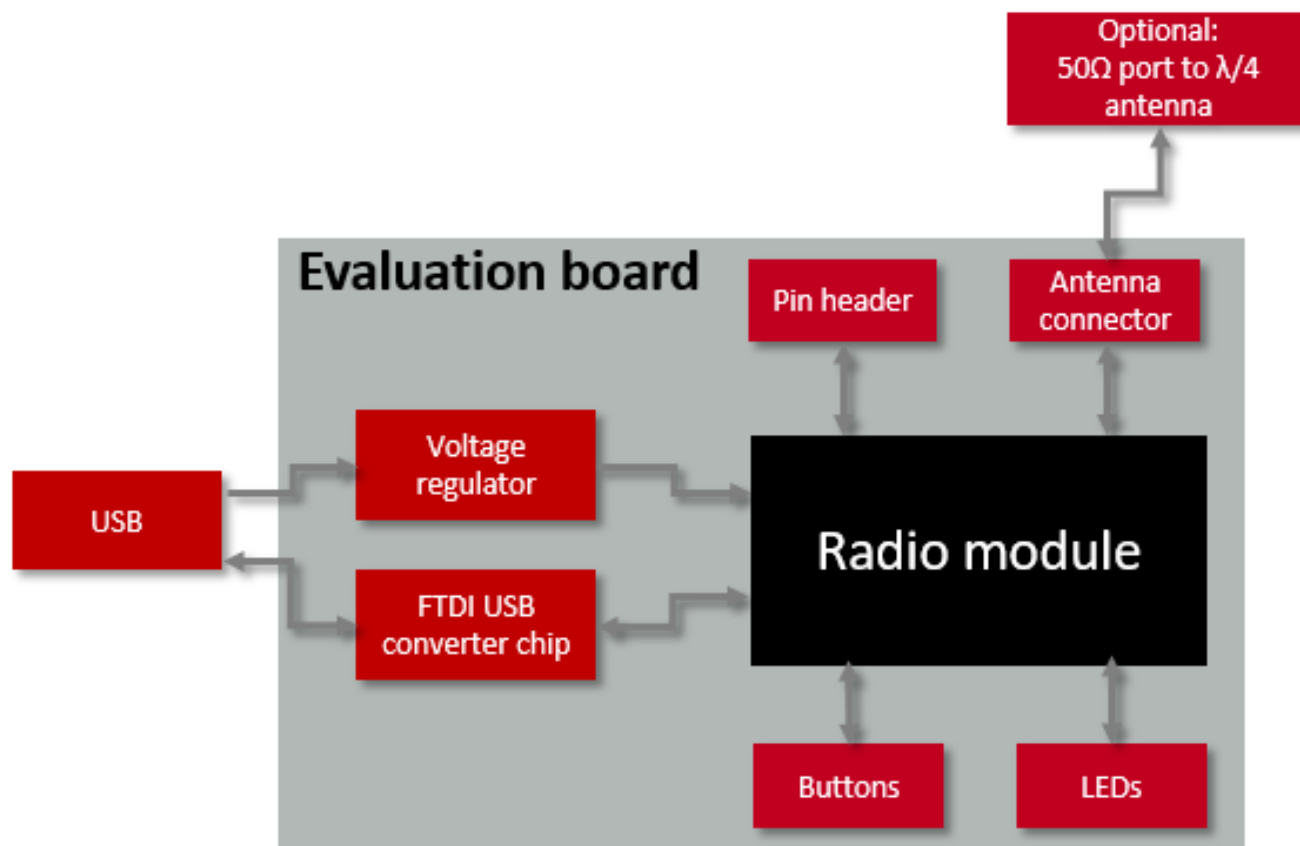 Optional:
50Ω port to λ/4
antenna
Evaluation board
Pin header
Antenna
connector
Voltage
regulator
USB
Radio module
FTDI USB
converter chip
Buttons
LEDs